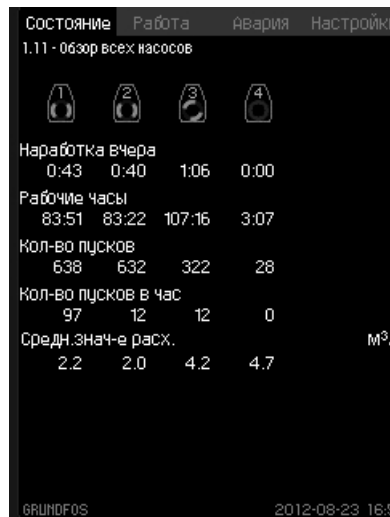 Состояние Работа Авария Настройки
1.11 - Обзор всех насосов
1 2 3 4
Наработка вчера
0:43 0:40 1:06 0:00
Рабочие часы
83:51 83:22 107:16 3:07
Кол-во пусков
638 632 322 28
Кол-во пусков в час
97 12 12 0
Средн.знач-е расх. м³
2.2 2.0 4.2 4.7
GRUNDFOS 2012-08-23